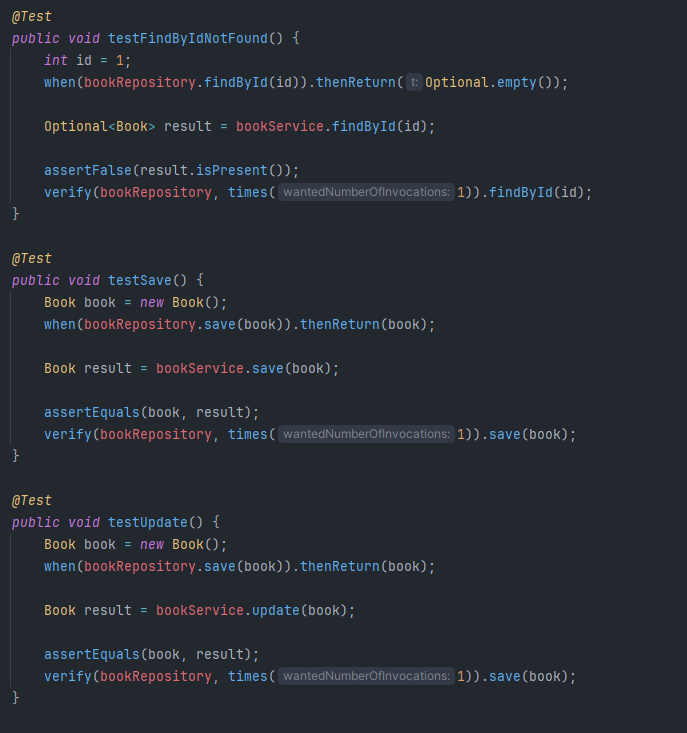 @Test
public void testFindByIdNotFound() {
    int id = 1;
    when(bookRepository.findById(id)).thenReturn( t: Optional.empty());
    Optional<Book> result = bookService.findById(id);
    assertFalse(result.isPresent());
    verify(bookRepository, times( wantedNumberOfInvocations: 1)).findById(id);
}
@Test
public void testSave() {
    Book book = new Book();
    when(bookRepository.save(book)).thenReturn(book);
    Book result = bookService.save(book);
    assertEquals(book, result);
    verify(bookRepository, times( wantedNumberOfInvocations: 1)).save(book);
}
@Test
public void testUpdate() {
    Book book = new Book();
    when(bookRepository.save(book)).thenReturn(book);
    Book result = bookService.update(book);
    assertEquals(book, result);
    verify(bookRepository, times( wantedNumberOfInvocations: 1)).save(book);
}